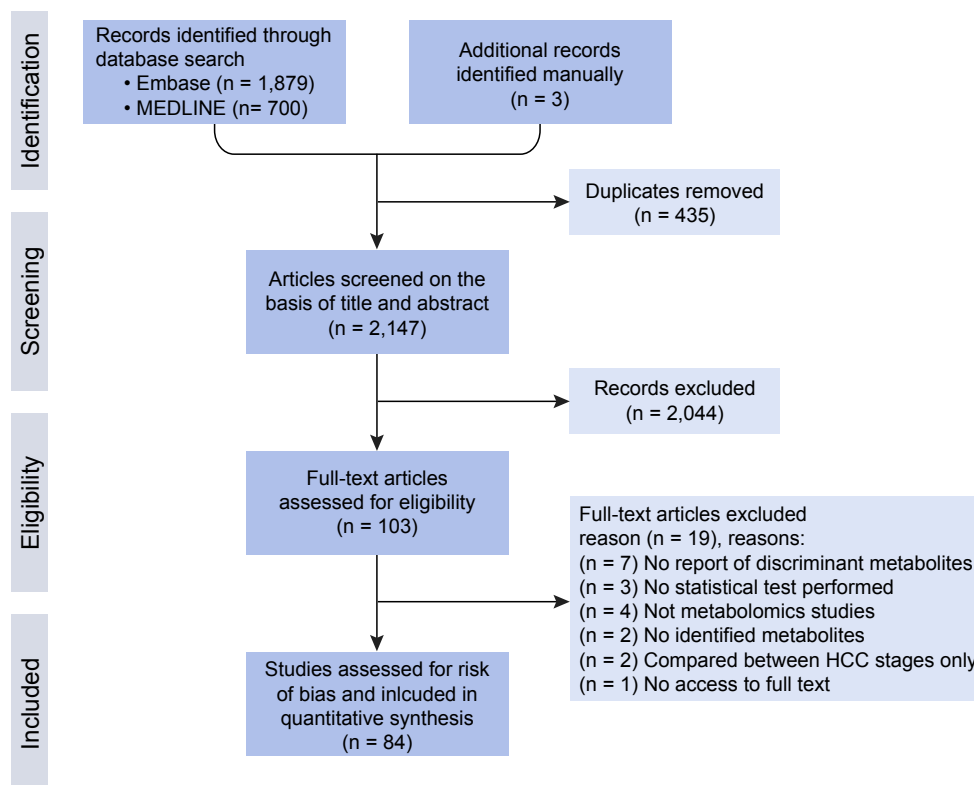 Identification
Records identified through
database search
• Embase (n = 1,879)
• MEDLINE (n= 700)
Additional records
identified manually
(n = 3)
Duplicates removed
(n = 435)
Screening
Articles screened on the
basis of title and abstract
(n = 2,147)
Records excluded
(n = 2,044)
Eligibility
Full-text articles
assessed for eligibility
(n = 103)
Full-text articles excluded
reason (n = 19), reasons:
(n = 7) No report of discriminant metabolites
(n = 3) No statistical test performed
(n = 4) Not metabolomics studies
(n = 2) No identified metabolites
(n = 2) Compared between HCC stages only
(n = 1) No access to full text
Included
Studies assessed for risk
of bias and inlcuded in
quantitative synthesis
(n = 84)